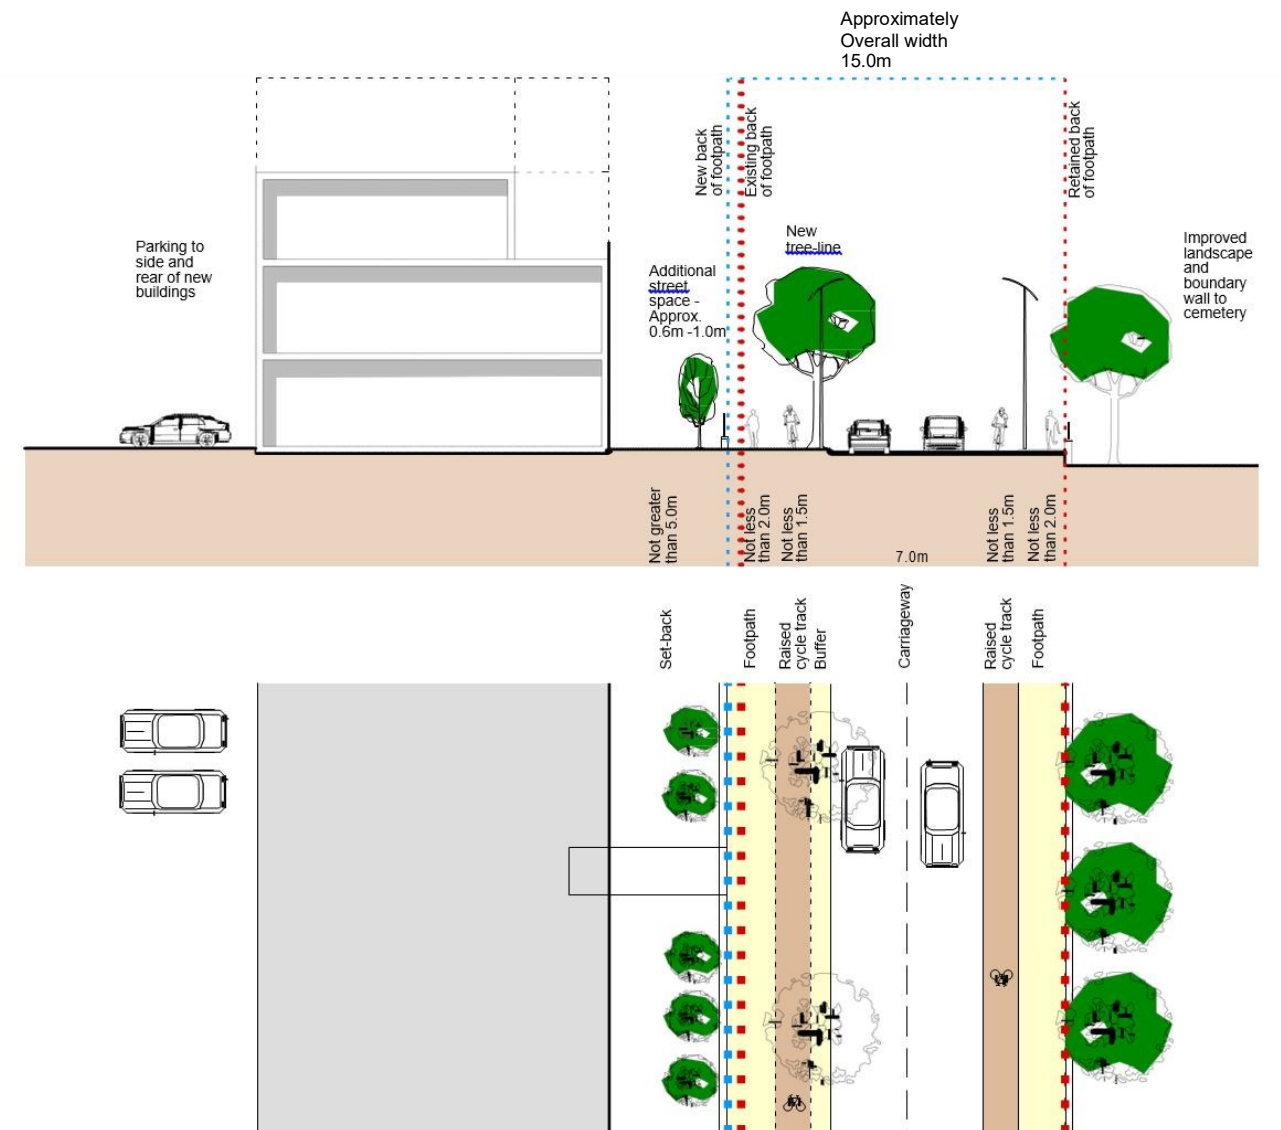 Approximately
Overall width
15.0m
New back
of footpath
Existing back
of footpath
Retained back
of footpath
New
tree-line
Parking to
side and
rear of new
buildings
Additional
street
space -
Approx.
0.6m -1.0m
Improved
landscape
and
boundary
wall to
cemetery
Not greater
than 5.0m
Not less
than 2.0m
Not less
than 1.5m
7.0m
Not less
than 1.5m
Not less
than 2.0m
Set-back
Footpath
Raised
cycle track
Buffer
Carriageway
Raised
cycle track
Footpath